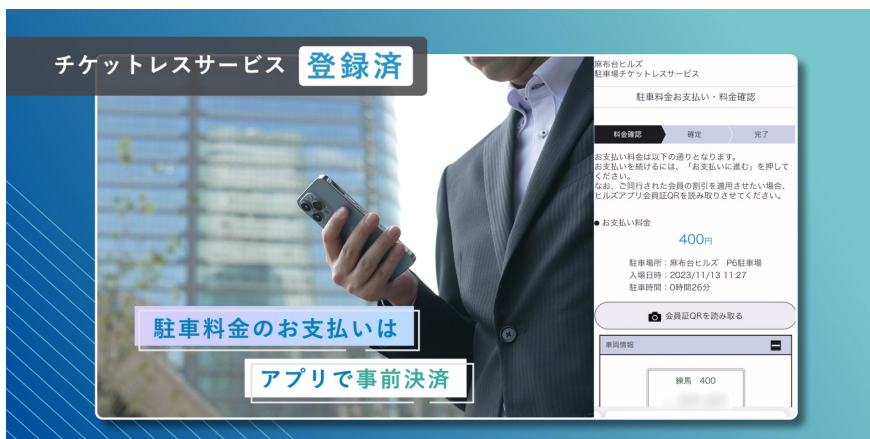 チケットレスサービス 登録済
駐車料金のお支払いは
アプリで事前決済
麻布台ヒルズ
駐車場チケットレスサービス
駐車料金お支払い・料金確認
料金確認 確定 完了
お支払い料金は以下の通りとなります。
お支払いを続けるには、「お支払いに進む」を押して
ください。
なお、ご同行された会員の割引を適用させたい場合、
ヒルズアプリ会員証QRを読み取りさせてください。
● お支払い料金
400円
駐車場所：麻布台ヒルズ P6駐車場
入場日時：2023/11/13 11:27
駐車時間：0時間26分
会員証QRを読み取る
車両情報
練馬 400